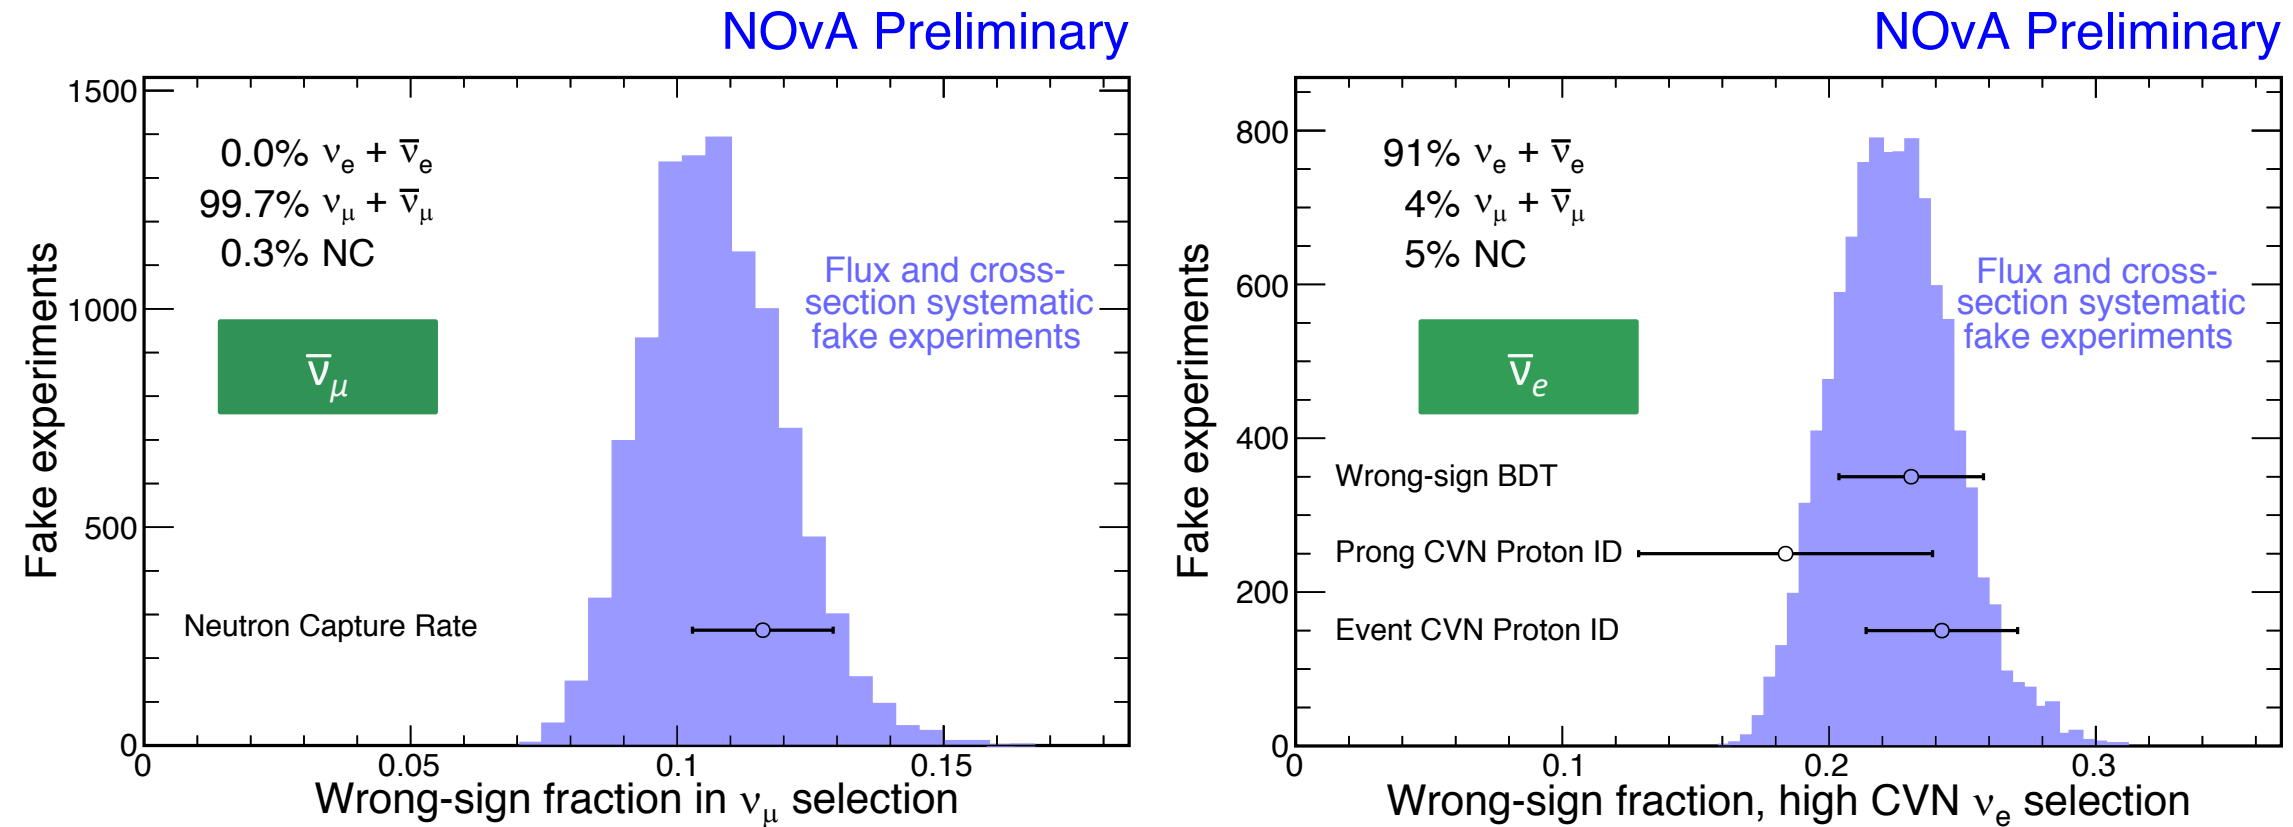 NOvA Preliminary
1500
1000
500
0
0
0.05
0.1
0.15
Fake experiments
0.0% νe + ν̅e
99.7% νμ + ν̅μ
0.3% NC
Flux and cross-
section systematic
fake experiments
ν̅μ
Neutron Capture Rate
Wrong-sign fraction in νμ selection
NOvA Preliminary
800
600
400
200
0
0
0.1
0.2
0.3
Fake experiments
91% νe + ν̅e
4% νμ + ν̅μ
5% NC
Flux and cross-
section systematic
fake experiments
ν̅e
Wrong-sign BDT
Prong CVN Proton ID
Event CVN Proton ID
Wrong-sign fraction, high CVN νe selection